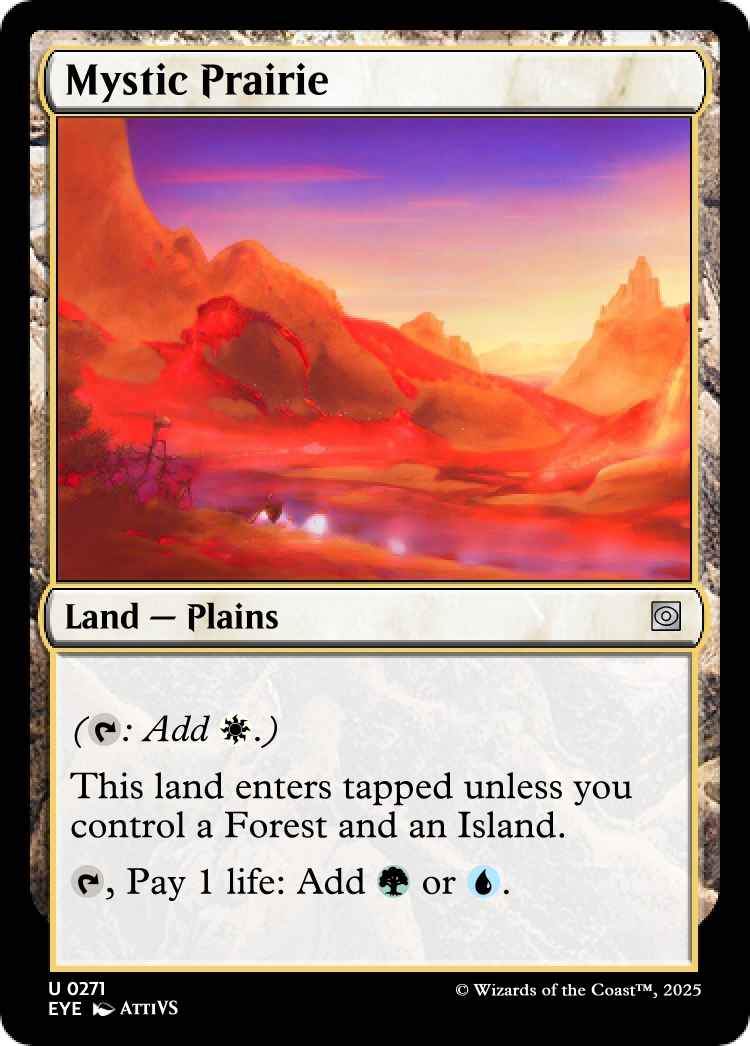 Mystic Prairie
Land — Plains
(: Add .)
This land enters tapped unless you
control a Forest and an Island.
, Pay 1 life: Add or .
U 0271
EYE AttiVS
© Wizards of the Coast™, 2025